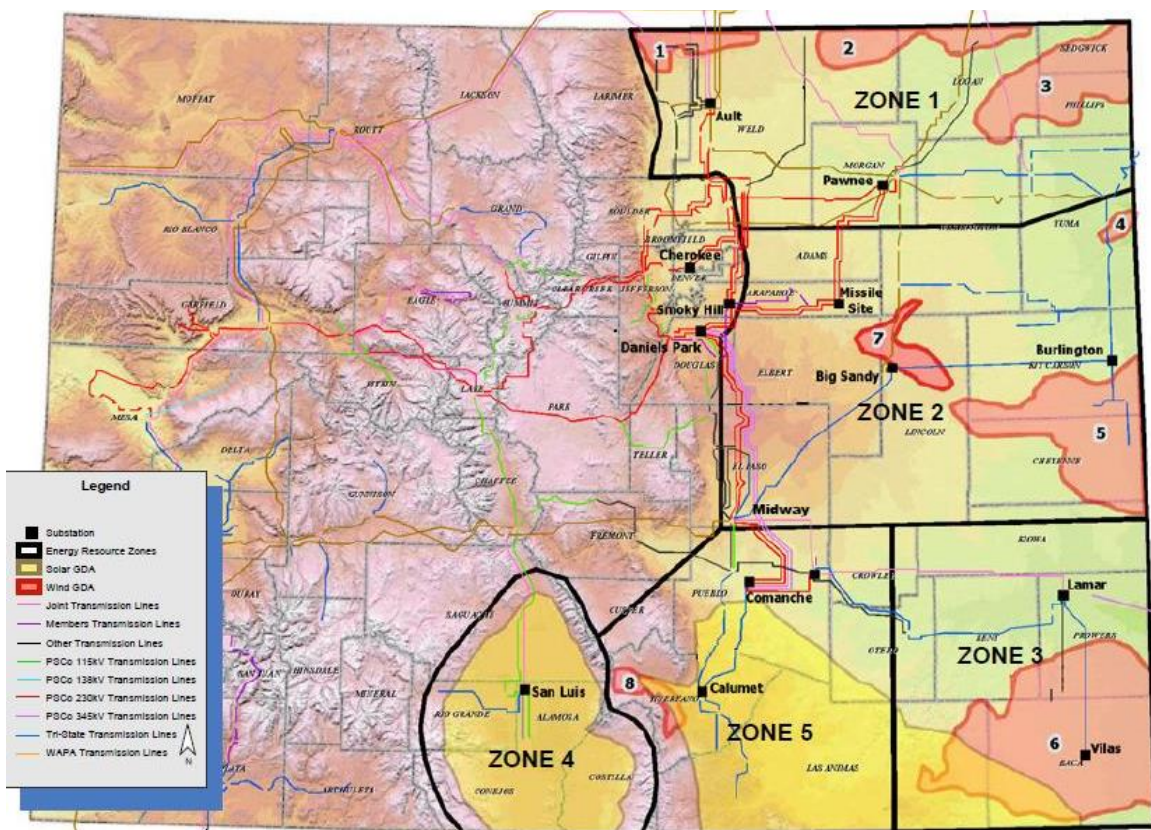 1
2
3
SEDGWICK
LOGAN
PHILLIPS
MOFFAT
JACKSON
LARIMER
ZONE 1
ROUTT
Ault
WELD
MORGAN
Pawnee
GRAND
BOULDER
RIO BLANCO
BROOMFIELD
GILPIN
WASHINGTON
YUMA
4
Cherokee
DENVER
ADAMS
CLEAR CREEK
JEFFERSON
EAGLE
SUMMIT
ARAPAHOE
GARFIELD
Smoky Hill
Missile
Site
Daniels Park
7
Burlington
DOUGLAS
ELBERT
KIT CARSON
PITKIN
LAKE
Big Sandy
PARK
ZONE 2
MESA
LINCOLN
5
DELTA
TELLER
CHEYENNE
EL PASO
CHAFFEE
GUNNISON
Midway
FREMONT
KIOWA
Comanche
CROWLEY
Lamar
OURAY
PUEBLO
SAGUACHE
CUSTER
BENT
PROWERS
OTERO
ZONE 3
SAN JUAN
HINSDALE
MINERAL
8
San Luis
HUERFANO
Calumet
RIO GRANDE
ALAMOSA
ZONE 5
6
Vilas
BACA
ZONE 4
LAS ANIMAS
COSTILLA
CONEJOS
ARCHULETA
Legend
Substation
Energy Resource Zones
Solar GDA
Wind GDA
Joint Transmission Lines
Members Transmission Lines
Other Transmission Lines
PSCo 115kV Transmission Lines
PSCo 138kV Transmission Lines
PSCo 230kV Transmission Lines
PSCo 345kV Transmission Lines
Tri-State Transmission Lines
WAPA Transmission Lines
N